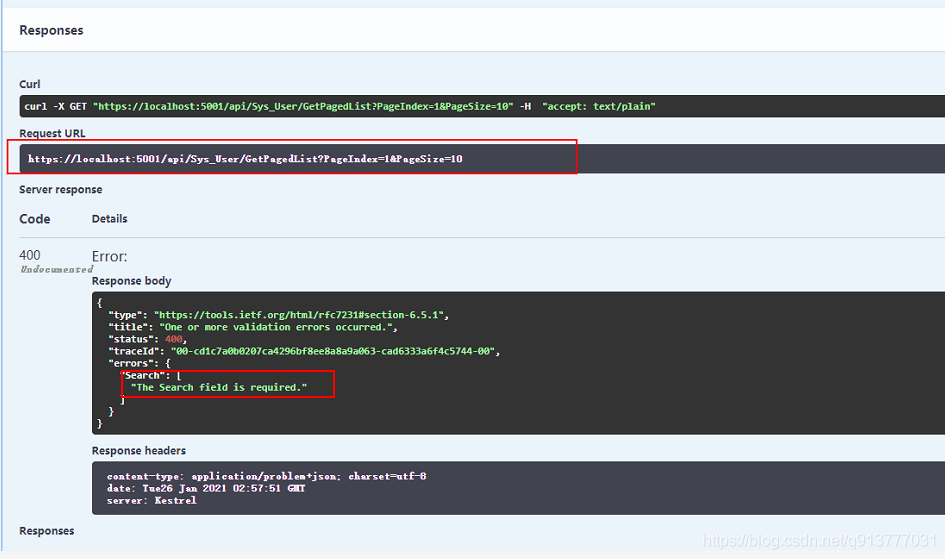 Responses
Curl
curl -X GET "https://localhost:5001/api/Sys_User/GetPagedList?PageIndex=1&PageSize=10" -H  "accept: text/plain"
Request URL
https://localhost:5001/api/Sys_User/GetPagedList?PageIndex=1&PageSize=10
Server response
Code Details
400 Error:
Undocumented
Response body
{
"type": "https://tools.ietf.org/html/rfc7231#section-6.5.1",
"title": "One or more validation errors occurred.",
"status": 400,
"traceId": "00-cd1c7a0b0207ca4296bf8ee8a8a9a063-cad6333a6f4c5744-00",
"errors": {
"Search": [
"The Search field is required."
]
}
}
Response headers
content-type: application/problem+json; charset=utf-8
date: Tue26 Jan 2021 02:57:51 GMT
server: Kestrel
Responses
https://blog.csdn.net/q913777031